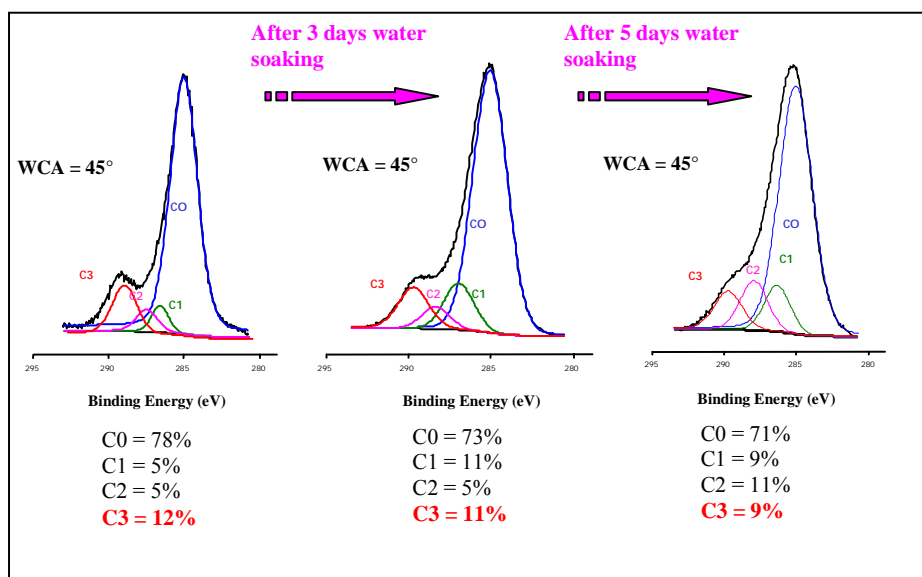 After 3 days water
soaking
After 5 days water
soaking
WCA = 45°
WCA = 45°
WCA = 45°
C3
C2
C1
CO
C3
C2
C1
CO
C3
C2
C1
CO
295 290 285 280
295 290 285 280
295 290 285 280
Binding Energy (eV)
Binding Energy (eV)
Binding Energy (eV)
C0 = 78%
C1 = 5%
C2 = 5%
C3 = 12%
C0 = 73%
C1 = 11%
C2 = 5%
C3 = 11%
C0 = 71%
C1 = 9%
C2 = 11%
C3 = 9%